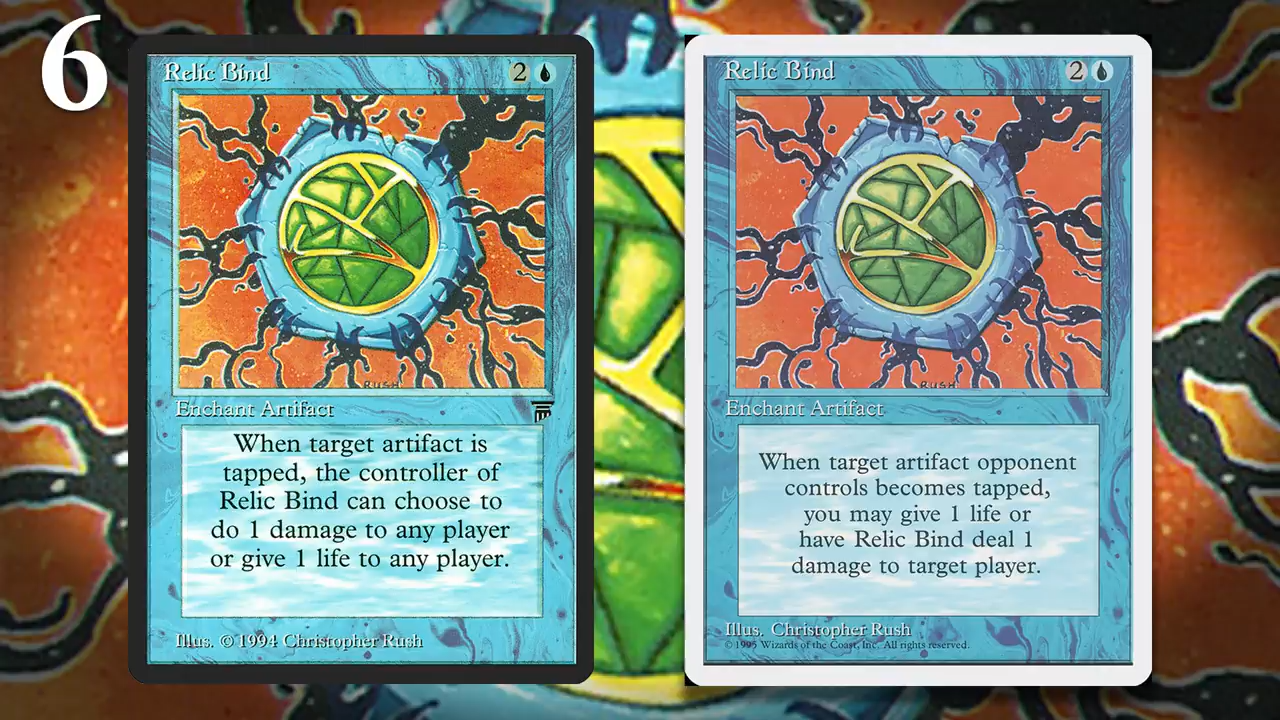 6
Relic Bind
2
RUSH
Enchant Artifact
When target artifact is
tapped, the controller of
Relic Bind can choose to
do 1 damage to any player
or give 1 life to any player.
Illus. © 1994 Christopher Rush
Relic Bind
2
RUSH
Enchant Artifact
When target artifact opponent
controls becomes tapped,
you may give 1 life or
have Relic Bind deal 1
damage to target player.
Illus. Christopher Rush
© 1995 Wizards of the Coast, Inc. All rights reserved.